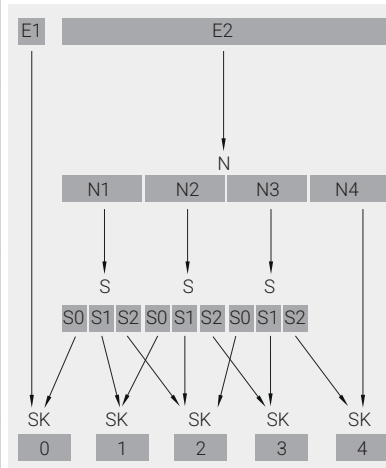 E1 E2
N
N1 N2 N3 N4
S S S
S0 S1 S2 S0 S1 S2 S0 S1 S2
SK SK SK SK SK
0 1 2 3 4